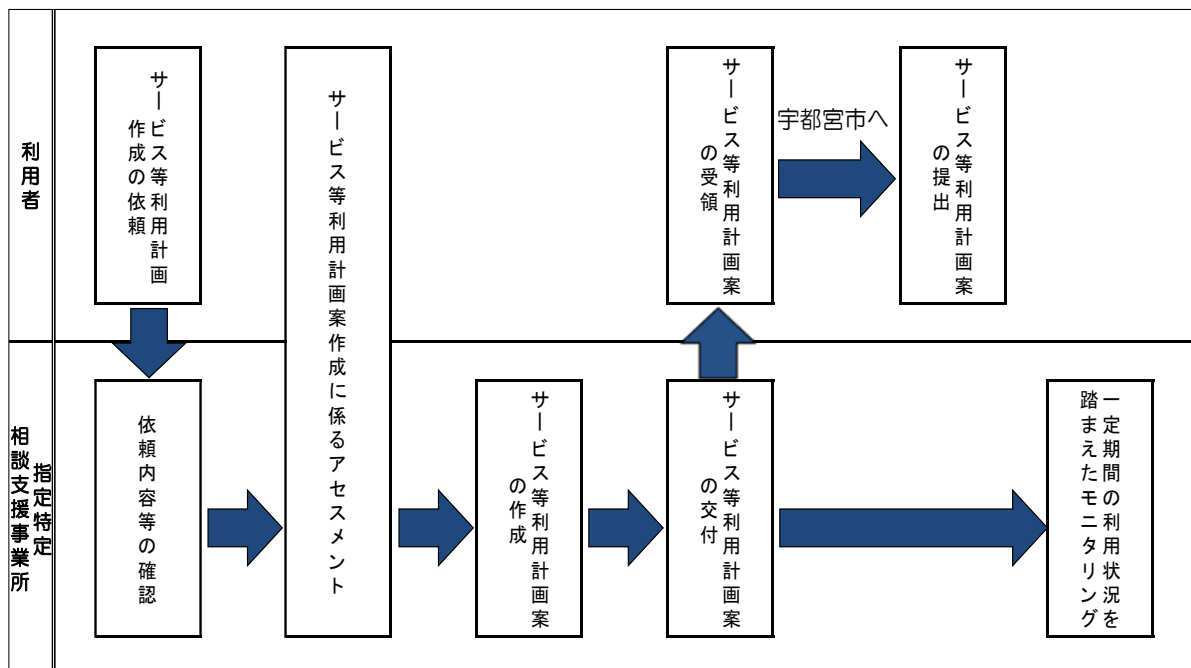 利用者
サービス等利用計画
作成の依頼
サービス等利用計画案作成に係るアセスメント
サービス等利用計画案
の受領
宇都宮市へ
サービス等利用計画案
の提出
指定特定
相談支援事業所
依頼内容等の確認
サービス等利用計画案
の作成
サービス等利用計画案
の交付
一定期間の利用状況を
踏まえたモニタリング